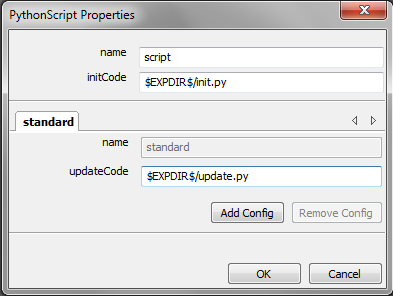 PythonScript Properties
name script
initCode $EXPDIR$/init.py
standard
name standard
updateCode $EXPDIR$/update.py
Add Config Remove Config
OK Cancel